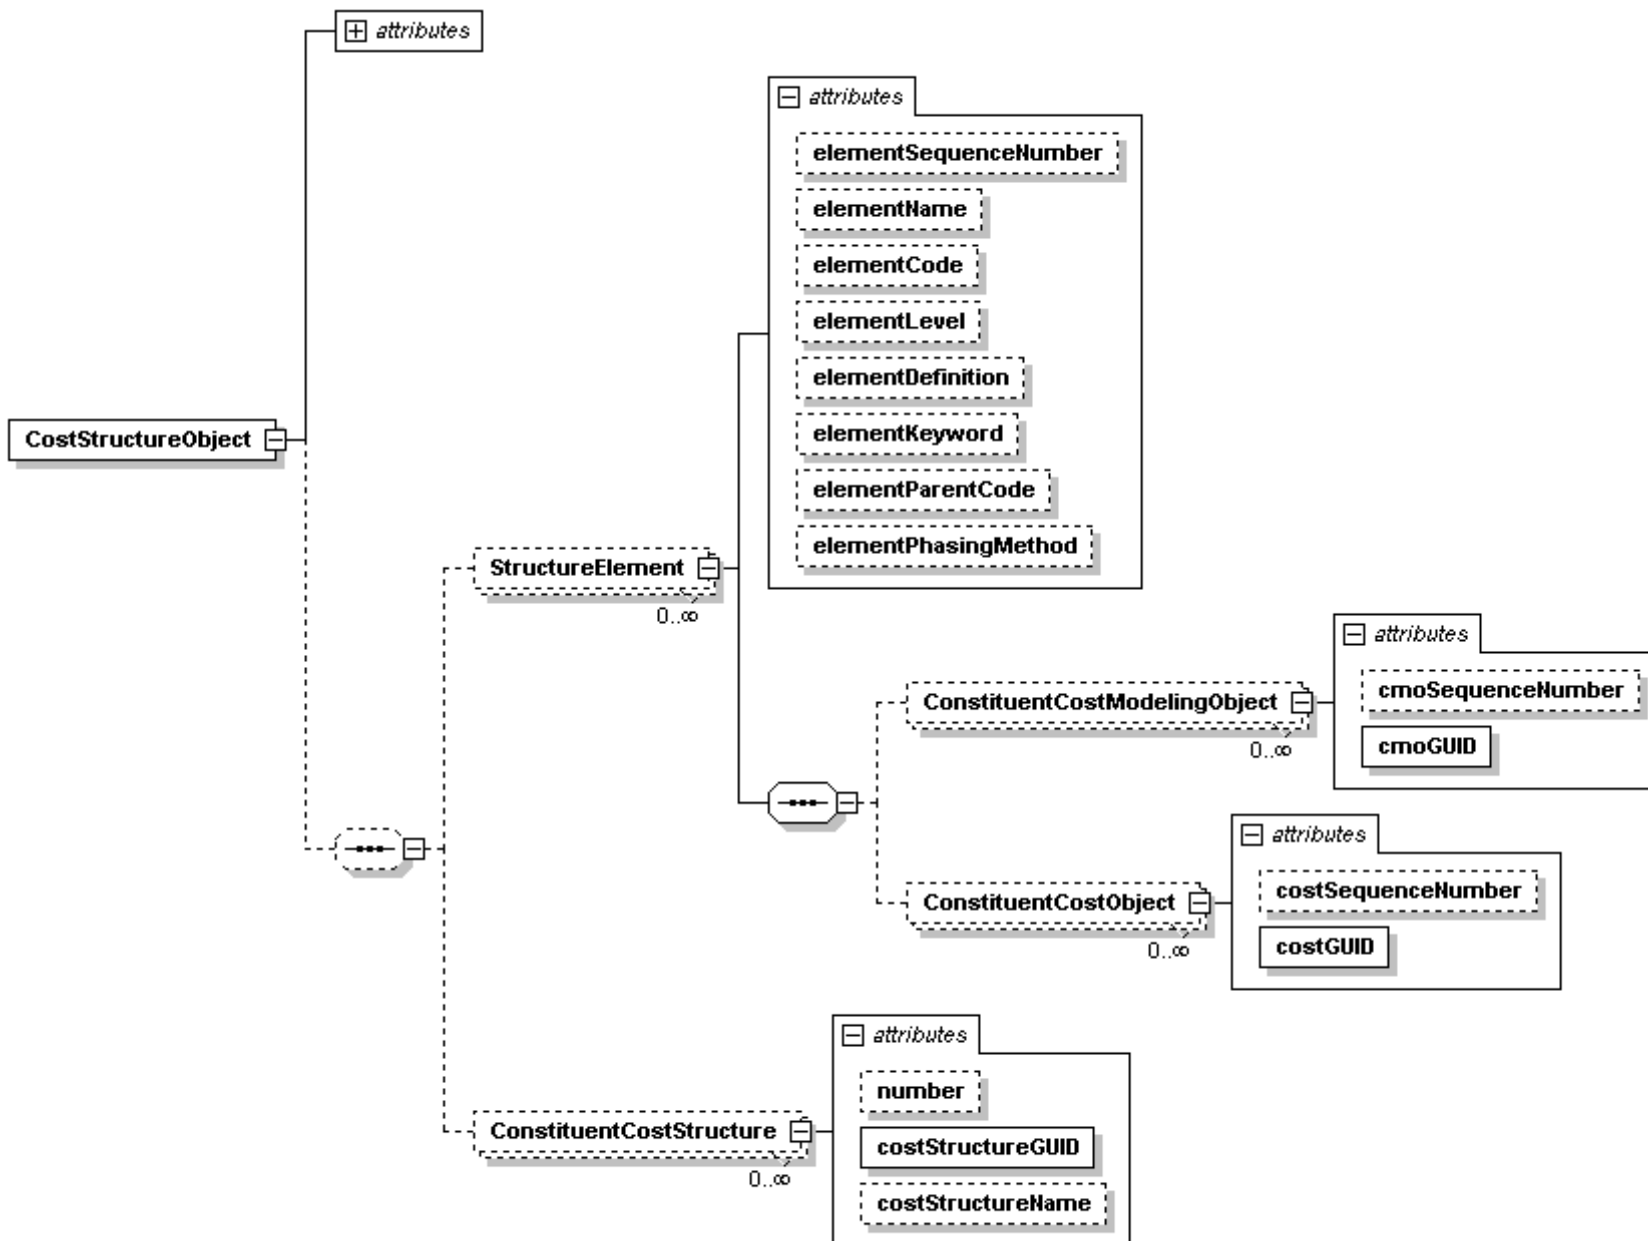 attributes
attributes
elementSequenceNumber
elementName
elementCode
elementLevel
elementDefinition
elementKeyword
elementParentCode
elementPhasingMethod
CostStructureObject
StructureElement
0..∞
attributes
cmoSequenceNumber
cmoGUID
ConstituentCostModelingObject
0..∞
attributes
costSequenceNumber
costGUID
ConstituentCostObject
0..∞
attributes
number
costStructureGUID
costStructureName
ConstituentCostStructure
0..∞